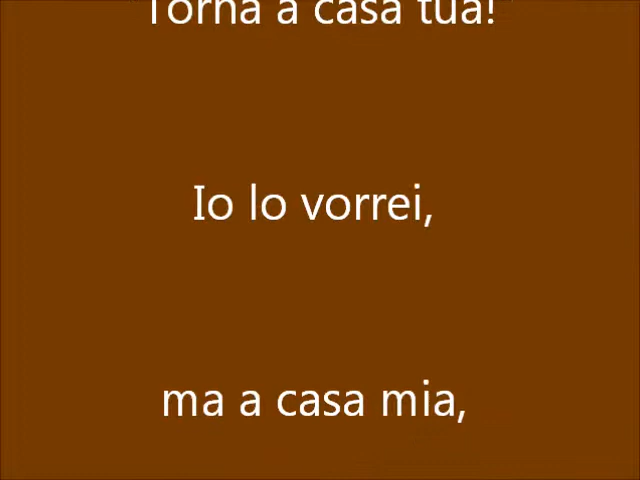 Torna a casa tua!
Io lo vorrei,
ma a casa mia,